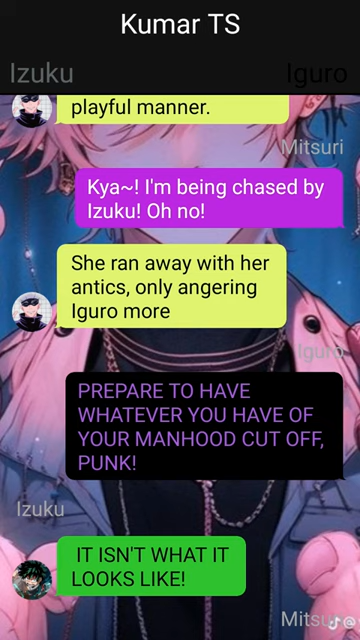 Kumar TS
Izuku
Iguro
playful manner.
Mitsuri
Kya~! I'm being chased by
Izuku! Oh no!
She ran away with her
antics, only angering
Iguro more
Iguro
PREPARE TO HAVE
WHATEVER YOU HAVE OF
YOUR MANHOOD CUT OFF,
PUNK!
Izuku
IT ISN'T WHAT IT
LOOKS LIKE!